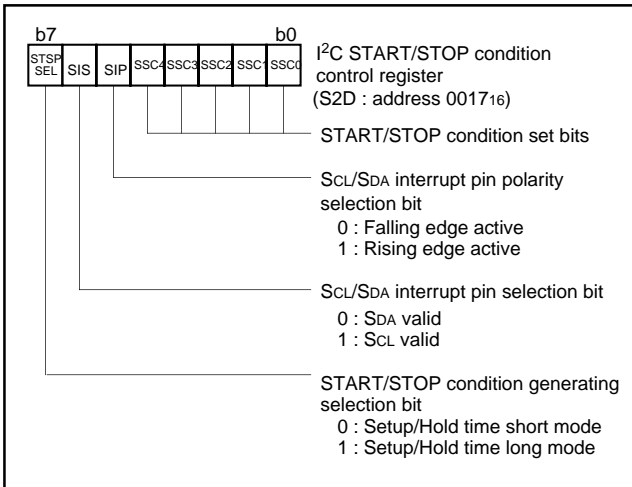 b7 b0
STSP SEL SIS SIP SSC4 SSC3 SSC2 SSC1 SSC0
I2C START/STOP condition
control register
(S2D : address 001716)
START/STOP condition set bits
SCL/SDA interrupt pin polarity
selection bit
0 : Falling edge active
1 : Rising edge active
SCL/SDA interrupt pin selection bit
0 : SDA valid
1 : SCL valid
START/STOP condition generating
selection bit
0 : Setup/Hold time short mode
1 : Setup/Hold time long mode